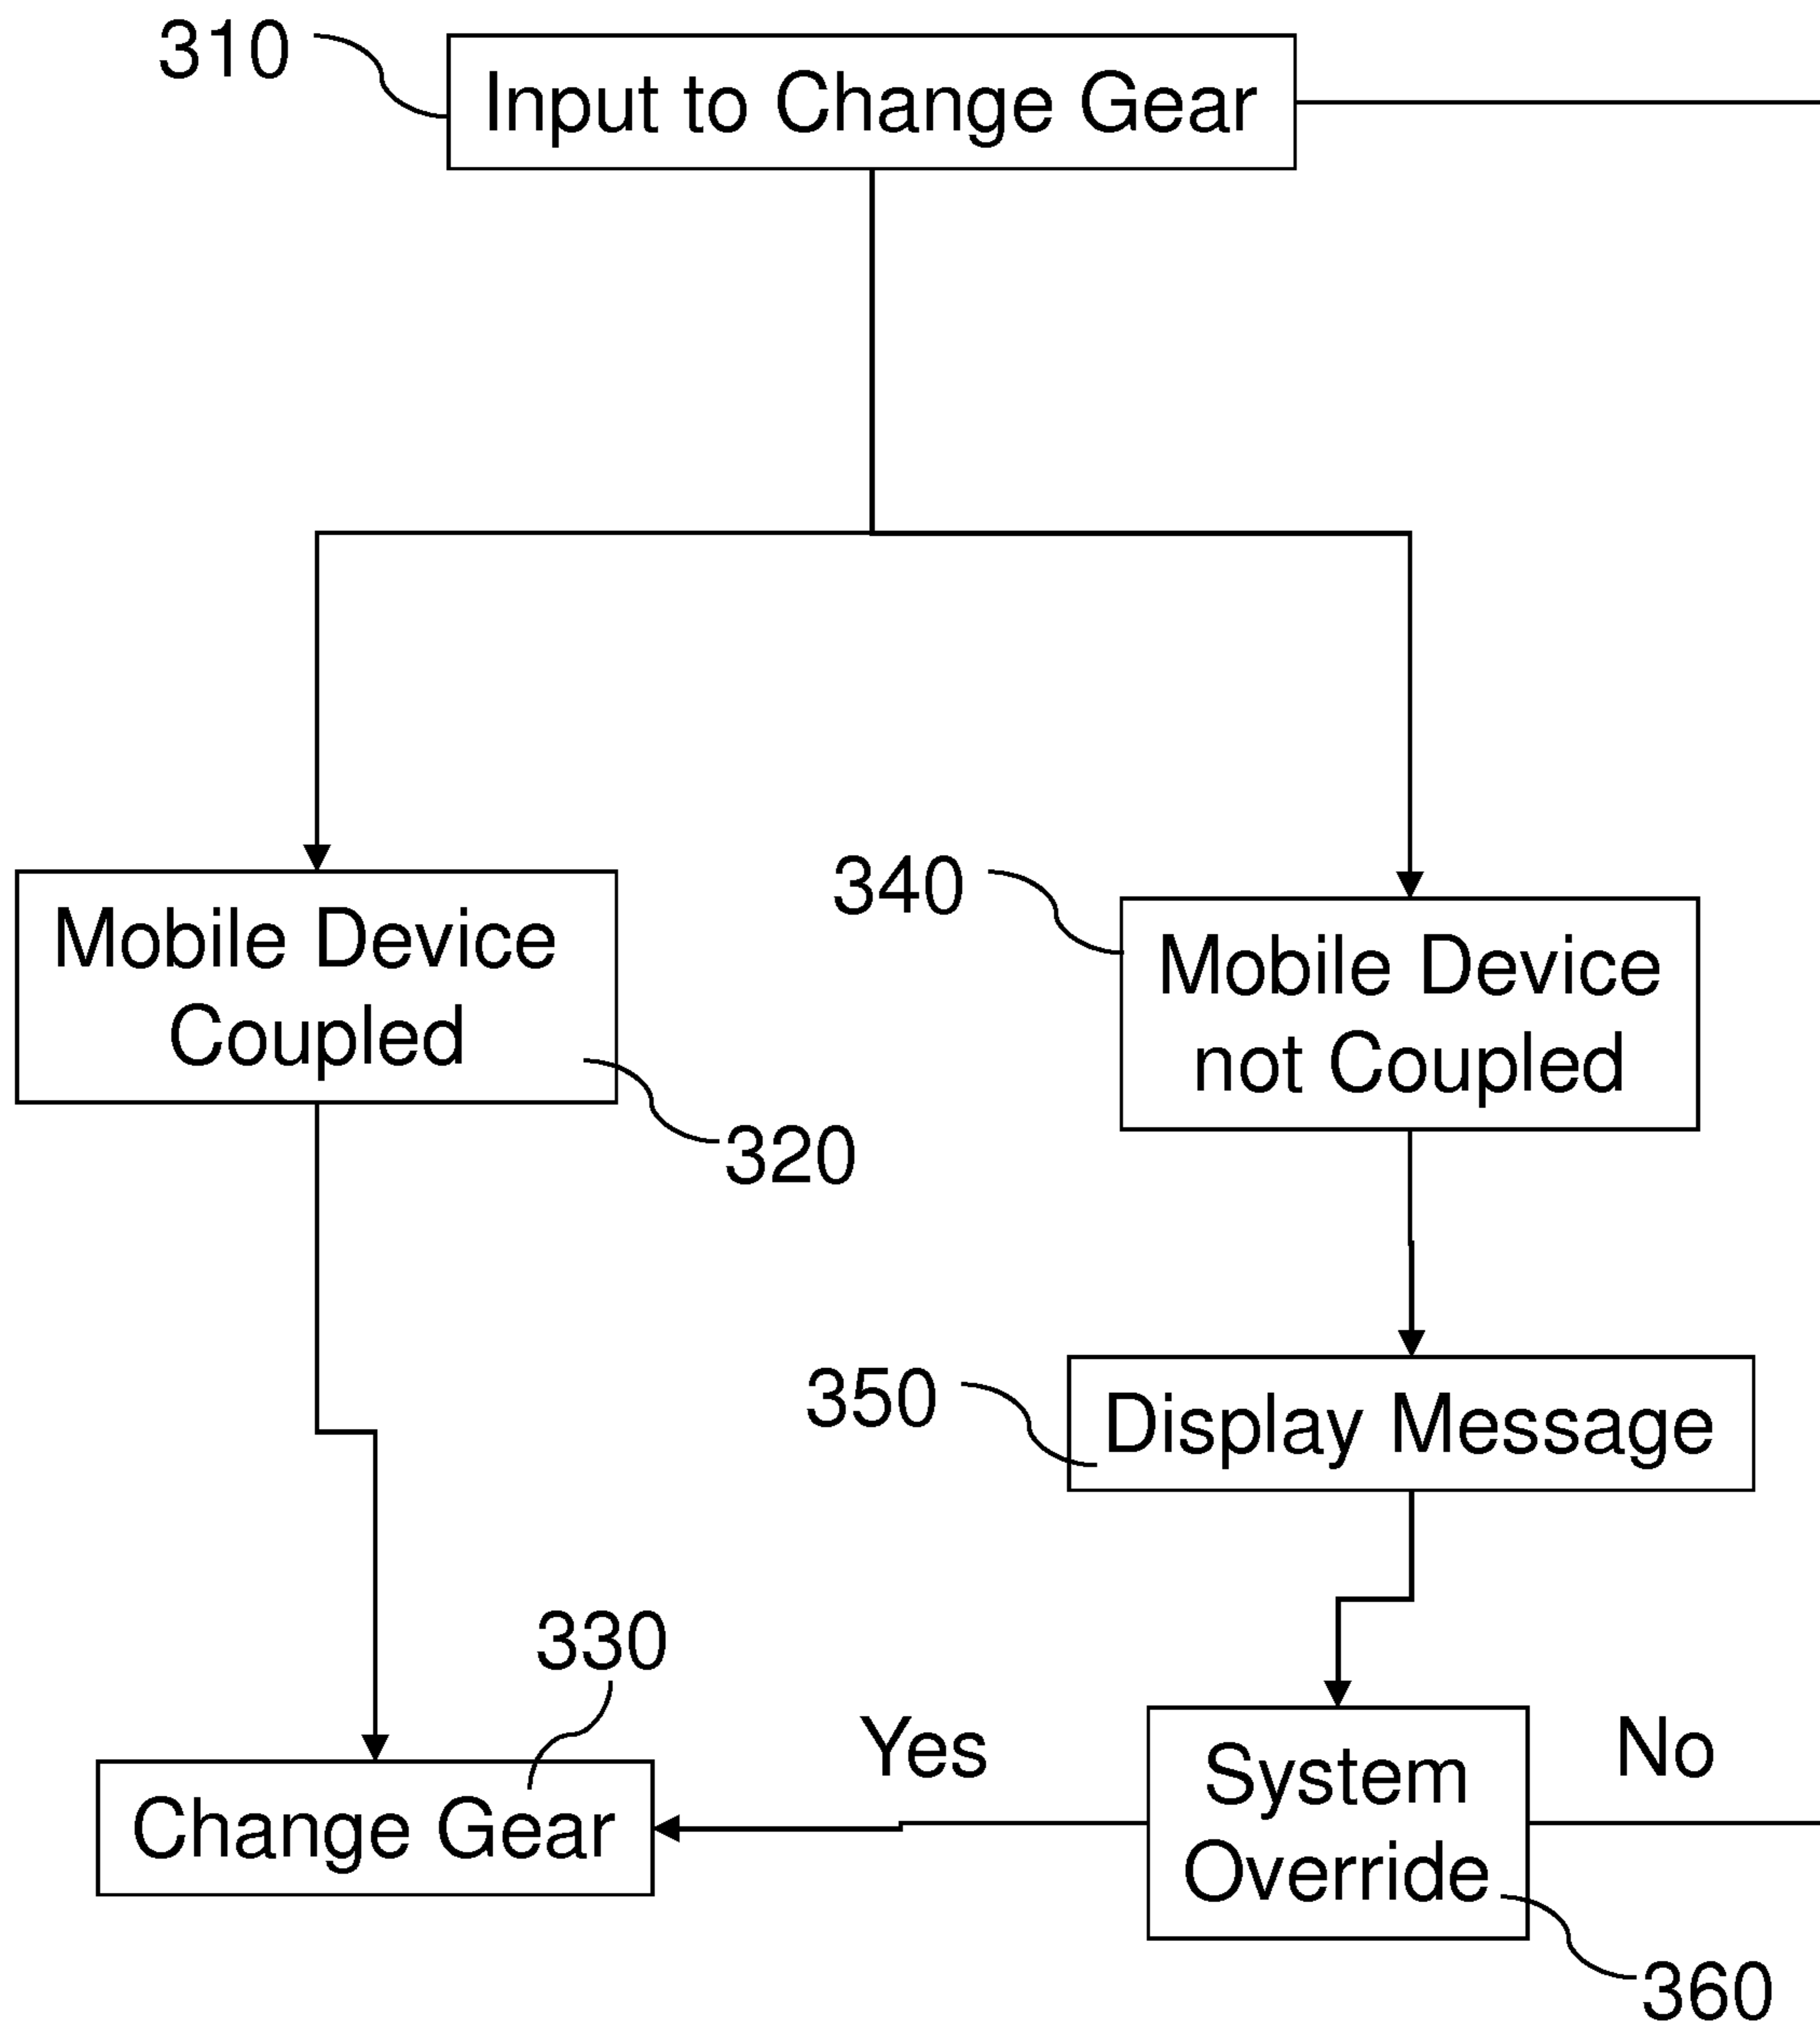 310
Input to Change Gear
Mobile Device
Coupled
320
340
Mobile Device
not Coupled
350
Display Message
330
Change Gear
Yes
System
Override
No
360